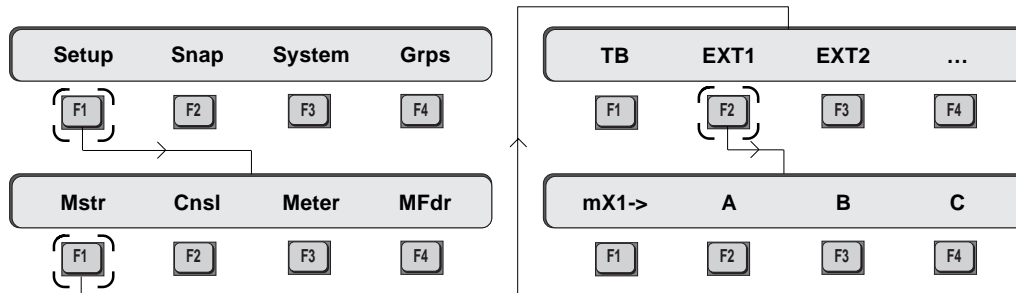 Setup Snap System Grps
F1 F2 F3 F4
Mstr Cnsl Meter MFdr
F1 F2 F3 F4
TB EXT1 EXT2 …
F1 F2 F3 F4
mX1-> A B C
F1 F2 F3 F4